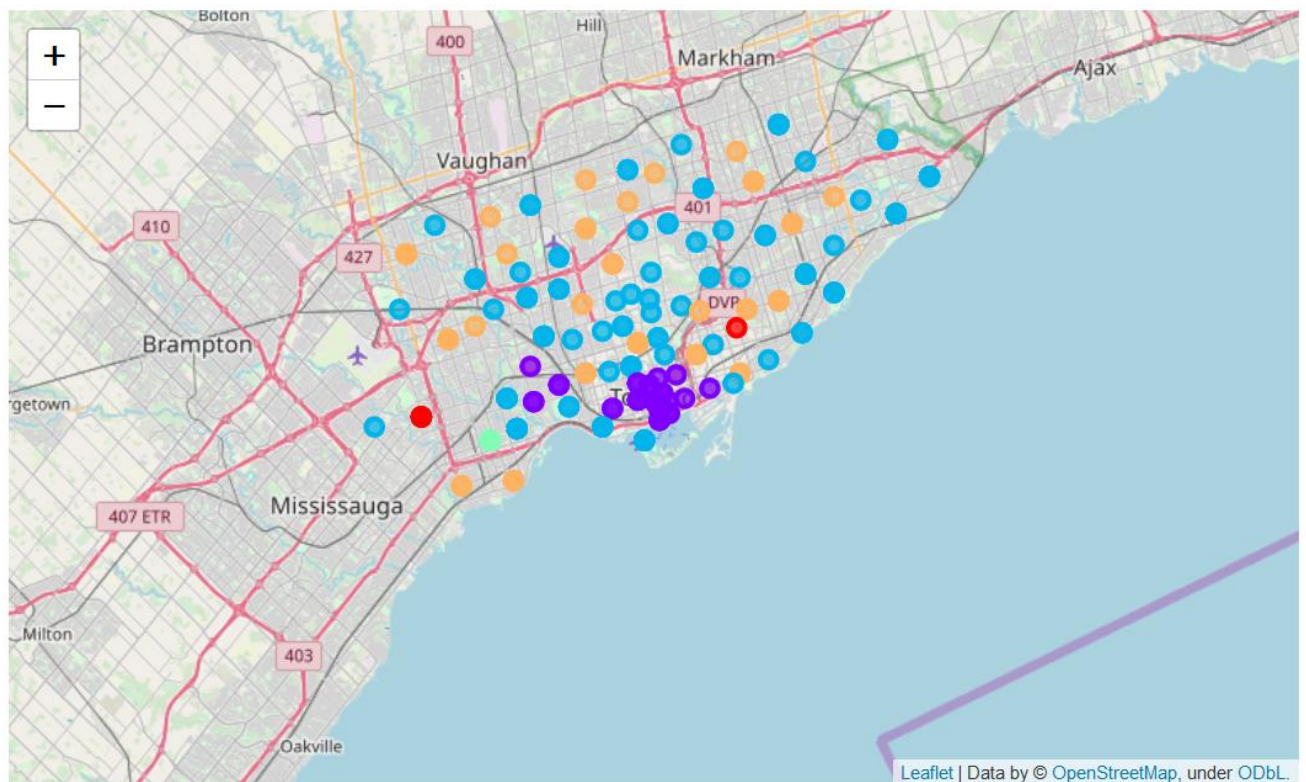 Bolton
Hill
+
400
Markham
Ajax
−
Vaughan
401
410
427
DVP
Brampton
rgetown
To
Mississauga
407 ETR
Milton
403
Oakville
Leaflet | Data by © OpenStreetMap, under ODbL.